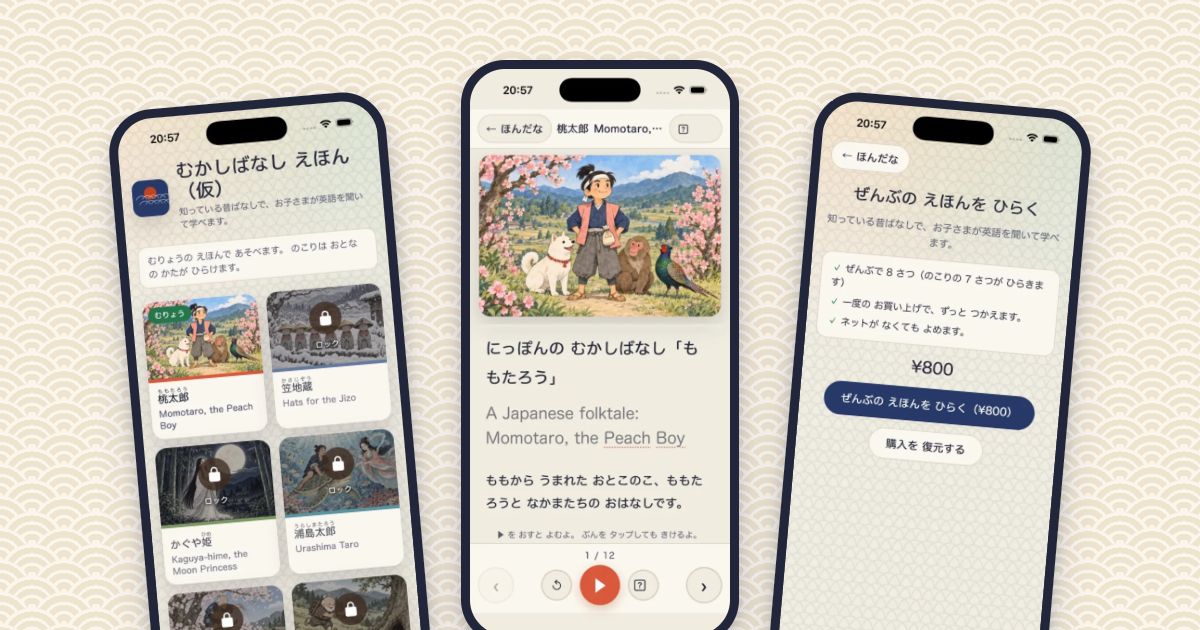 20:57
むかしばなし えほん
（仮）
知っている昔ばなしで、お子さまが英語を聞い
て学べます。
むりょうの えほんで あそべます。 のこりは おとな
の かたが ひらけます。
むりょう
ロック
ももたろう
桃太郎
Momotaro, the Peach
Boy
かさじぞう
笠地蔵
Hats for the Jizo
ロック
ロック
ひめ
かぐや姫
Kaguya-hime, the
Moon Princess
うらしまたろう
浦島太郎
Urashima Taro
20:57
← ほんだな
桃太郎 Momotaro,…
?
にっぽんの むかしばなし「も
もたろう」
A Japanese folktale:
Momotaro, the Peach Boy
ももから うまれた おとこのこ、ももた
ろうと なかまたちの おはなしです。
▶ を おすと よむよ。 ぶんを タップしても きけるよ。
1 / 12
?
20:57
← ほんだな
ぜんぶの えほんを ひらく
知っている昔ばなしで、お子さまが英語を聞いて学べ
ます。
✓ ぜんぶで 8 さつ（のこりの 7 さつが ひらきま
す）
✓ 一度の お買い上げで、ずっと つかえます。
✓ ネットが なくても よめます。
¥800
ぜんぶの えほんを ひらく（¥800）
購入を 復元する